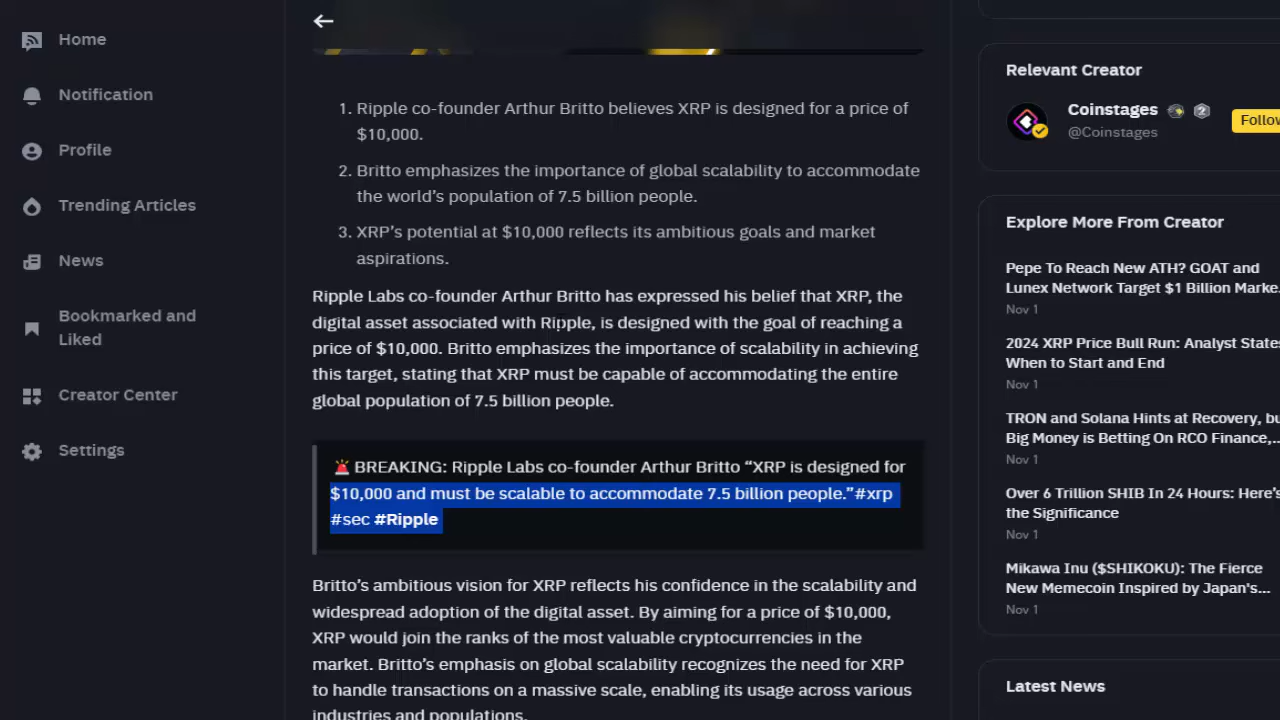 Home
Notification
Profile
Trending Articles
News
Bookmarked and
Liked
Creator Center
Settings
1. Ripple co-founder Arthur Britto believes XRP is designed for a price of
$10,000.
2. Britto emphasizes the importance of global scalability to accommodate
the world’s population of 7.5 billion people.
3. XRP’s potential at $10,000 reflects its ambitious goals and market
aspirations.
Ripple Labs co-founder Arthur Britto has expressed his belief that XRP, the
digital asset associated with Ripple, is designed with the goal of reaching a
price of $10,000. Britto emphasizes the importance of scalability in achieving
this target, stating that XRP must be capable of accommodating the entire
global population of 7.5 billion people.
🚨BREAKING: Ripple Labs co-founder Arthur Britto “XRP is designed for
$10,000 and must be scalable to accommodate 7.5 billion people.”#xrp
#sec #Ripple
Britto’s ambitious vision for XRP reflects his confidence in the scalability and
widespread adoption of the digital asset. By aiming for a price of $10,000,
XRP would join the ranks of the most valuable cryptocurrencies in the
market. Britto’s emphasis on global scalability recognizes the need for XRP
to handle transactions on a massive scale, enabling its usage across various
industries and populations.
Relevant Creator
Coinstages
@Coinstages
Follow
Explore More From Creator
Pepe To Reach New ATH? GOAT and
Lunex Network Target $1 Billion Marke
Nov 1
2024 XRP Price Bull Run: Analyst States
When to Start and End
Nov 1
TRON and Solana Hints at Recovery, bu
Big Money is Betting On RCO Finance,...
Nov 1
Over 6 Trillion SHIB In 24 Hours: Here's
the Significance
Nov 1
Mikawa Inu ($SHIKOKU): The Fierce
New Memecoin Inspired by Japan's...
Nov 1
Latest News